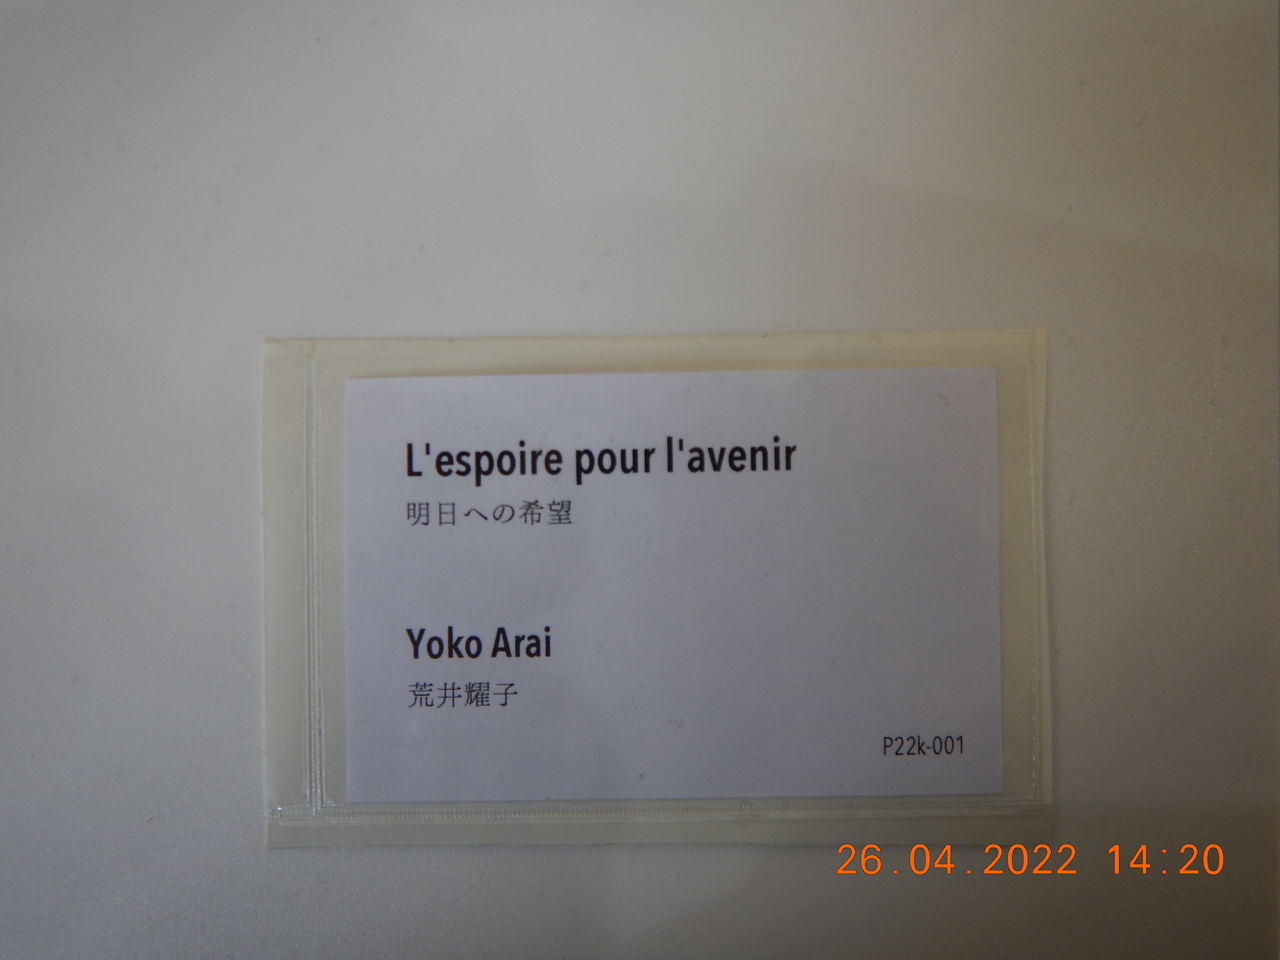 L'espoire pour l'avenir
明日への希望
Yoko Arai
荒井耀子
P22k-001
26.04.2022 14:20